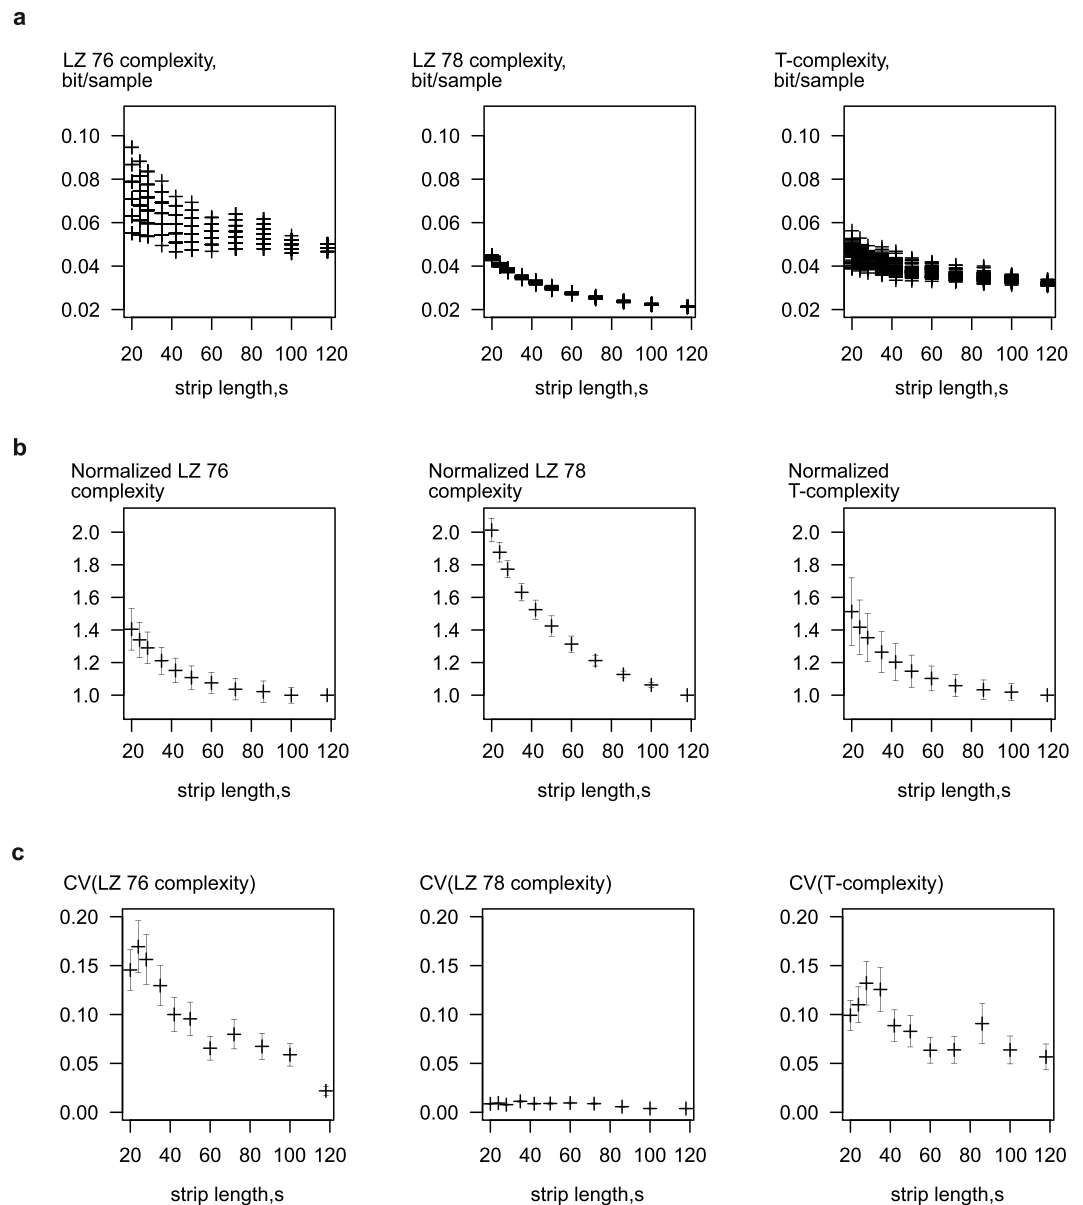 a
LZ 76 complexity,
bit/sample
LZ 78 complexity,
bit/sample
T-complexity,
bit/sample
0.10
0.08
0.06
0.04
0.02
0.10
0.08
0.06
0.04
0.02
0.10
0.08
0.06
0.04
0.02
20 40 60 80 100 120
20 40 60 80 100 120
20 40 60 80 100 120
strip length,s
strip length,s
strip length,s
b
Normalized LZ 76
complexity
Normalized LZ 78
complexity
Normalized
T-complexity
2.0
1.8
1.6
1.4
1.2
1.0
2.0
1.8
1.6
1.4
1.2
1.0
2.0
1.8
1.6
1.4
1.2
1.0
20 40 60 80 100 120
20 40 60 80 100 120
20 40 60 80 100 120
strip length,s
strip length,s
strip length,s
c
CV(LZ 76 complexity)
CV(LZ 78 complexity)
CV(T-complexity)
0.20
0.15
0.10
0.05
0.00
0.20
0.15
0.10
0.05
0.00
0.20
0.15
0.10
0.05
0.00
20 40 60 80 100 120
20 40 60 80 100 120
20 40 60 80 100 120
strip length,s
strip length,s
strip length,s